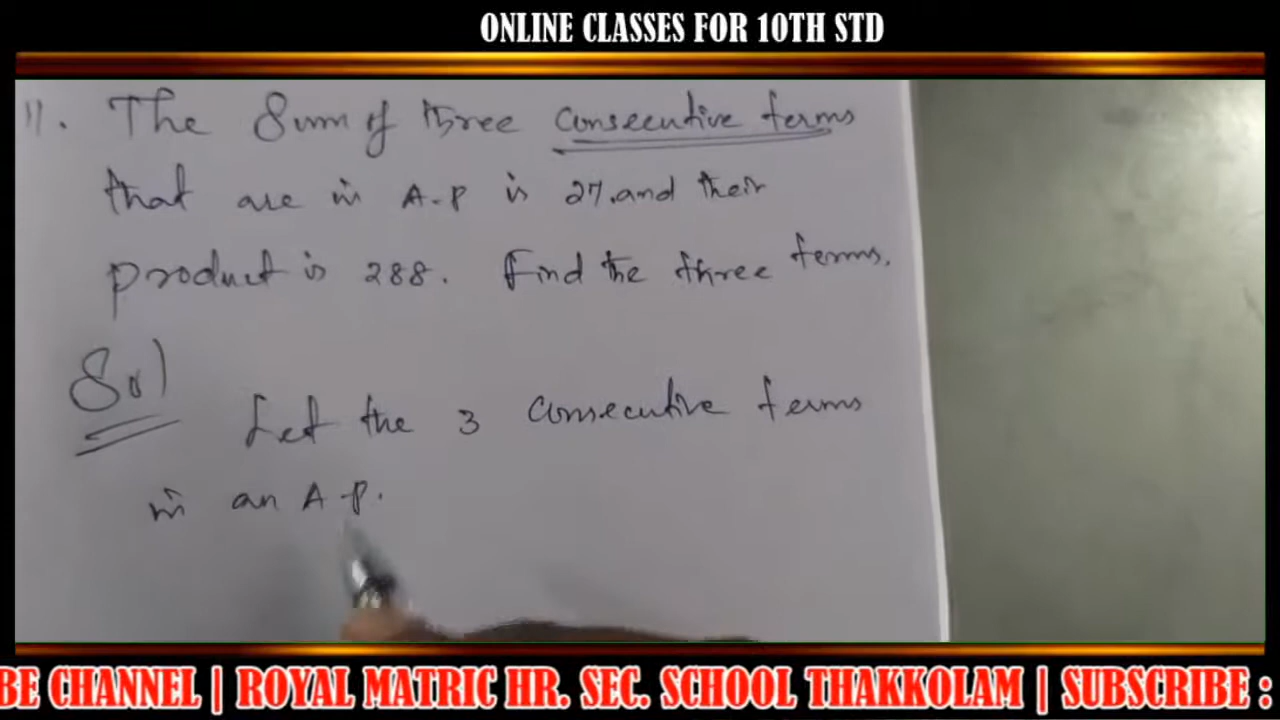 ONLINE CLASSES FOR 10TH STD
11. The Sum of three consecutive terms
that are in A-P is 27. and their
product is 288. Find the three terms.
Sol
Let the 3 consecutive terms
in an A-P.
BE CHANNEL | ROYAL MATRIC HR. SEC. SCHOOL THAKKOLAM | SUBSCRIBE :